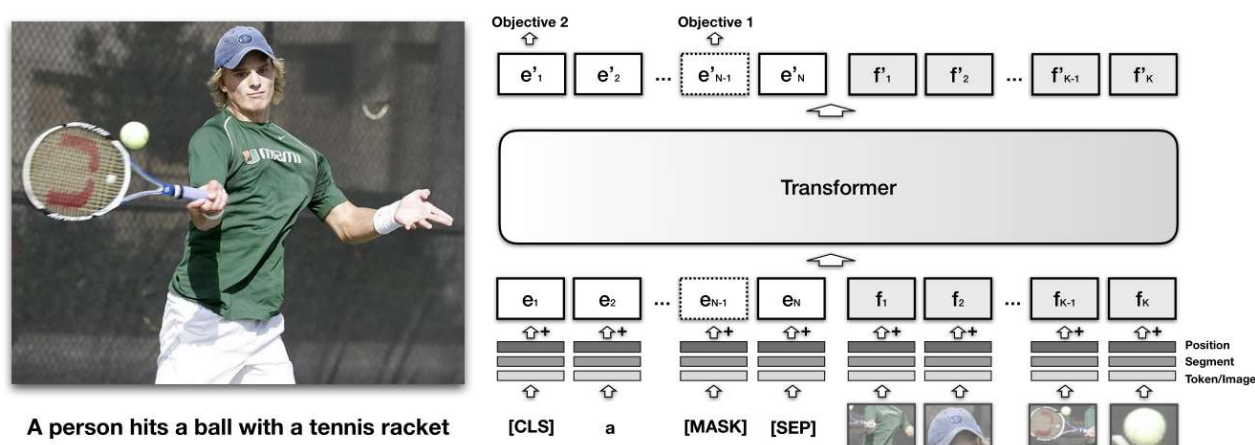 Objective 2 Objective 1
e'1 e'2 ... e'N-1 e'N f'1 f'2 ... f'K-1 f'K
MIAMI
Transformer
e1 e2 ... eN-1 eN f1 f2 ... fK-1 fK
+ + + + + + + +
Position
Segment
Token/Image
[CLS] a [MASK] [SEP]
A person hits a ball with a tennis racket